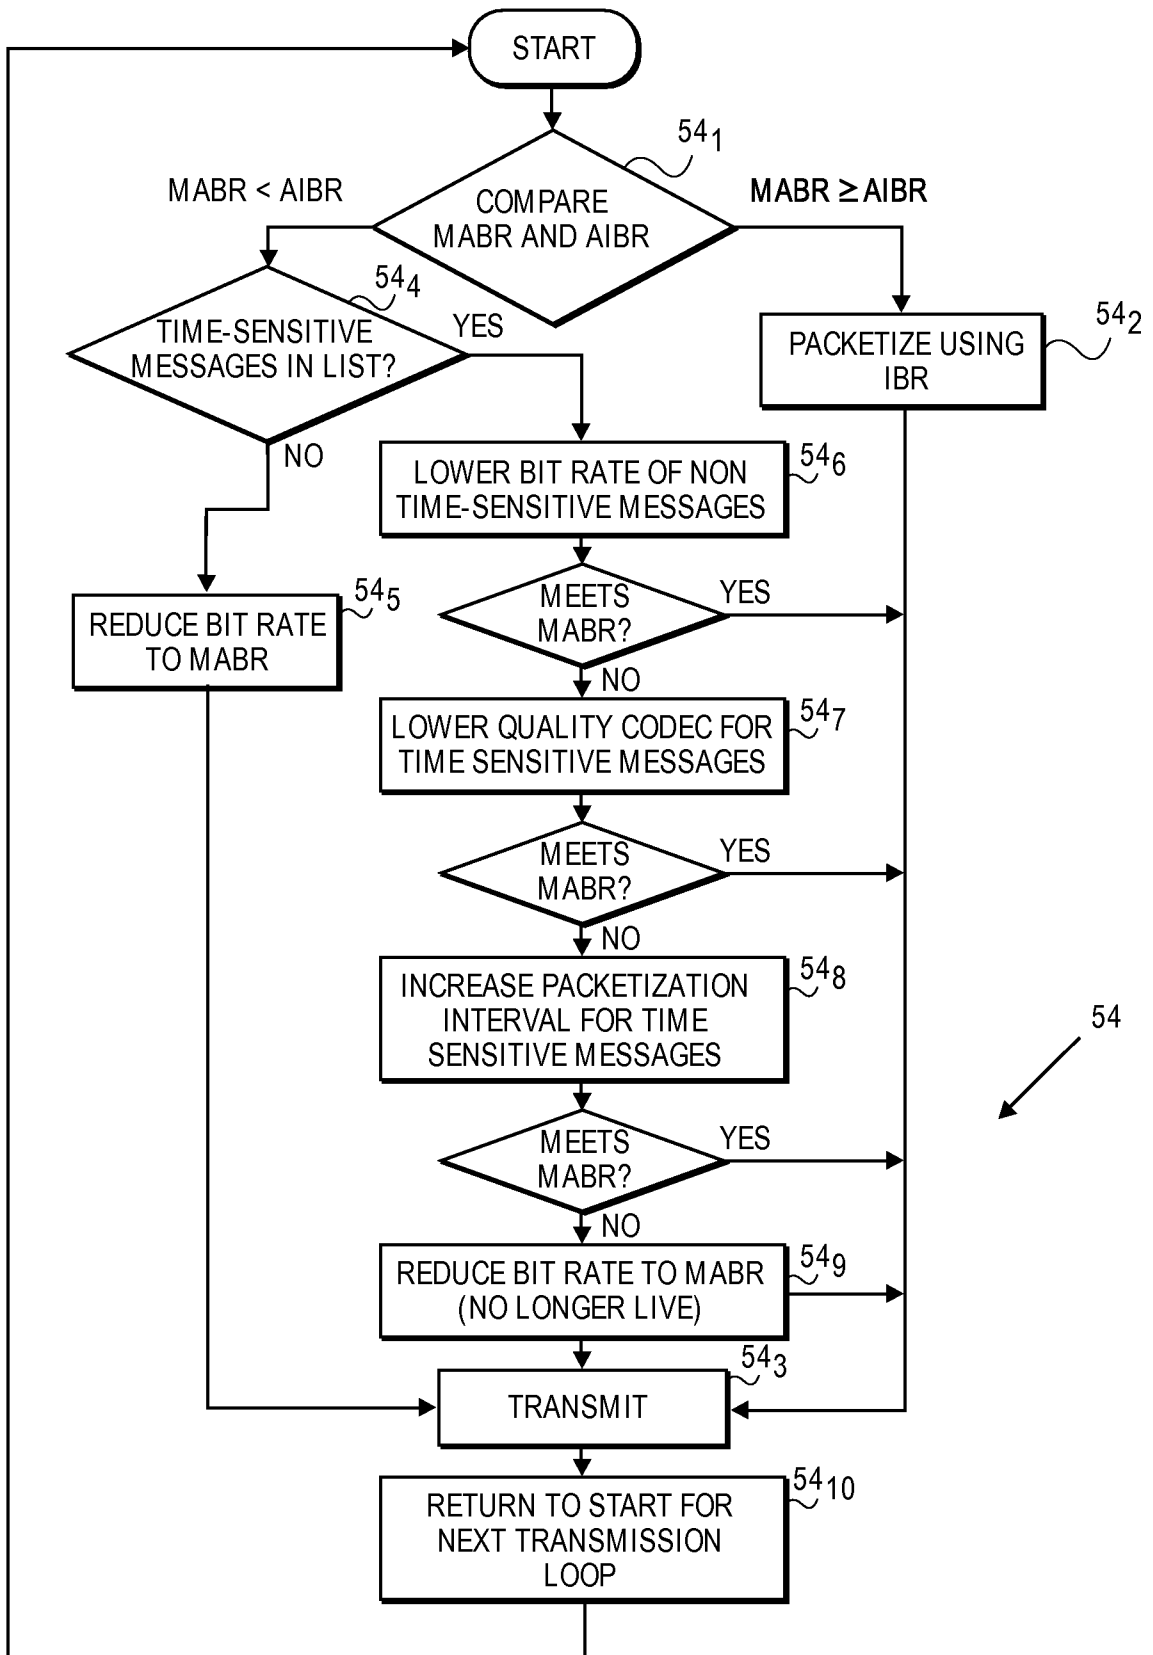 START
54₁
MABR < AIBR
COMPARE
MABR AND AIBR
MABR ≥ AIBR
54₄
TIME-SENSITIVE
MESSAGES IN LIST?
YES
NO
54₂
PACKETIZE USING
IBR
54₆
LOWER BIT RATE OF NON
TIME-SENSITIVE MESSAGES
54₅
REDUCE BIT RATE
TO MABR
MEETS
MABR?
YES
NO
54₇
LOWER QUALITY CODEC FOR
TIME SENSITIVE MESSAGES
MEETS
MABR?
YES
NO
54₈
INCREASE PACKETIZATION
INTERVAL FOR TIME
SENSITIVE MESSAGES
54
MEETS
MABR?
YES
NO
54₉
REDUCE BIT RATE TO MABR
(NO LONGER LIVE)
54₃
TRANSMIT
54₁₀
RETURN TO START FOR
NEXT TRANSMISSION
LOOP